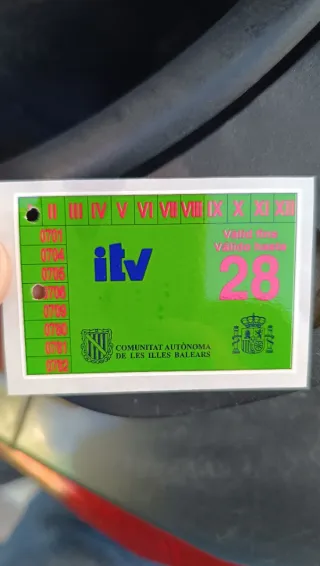 II III IV V VI VII VIII IX X XI XII
0701
0704
0705
0706
0709
0780
0781
0782
itv
Vàlid fins
Válida hasta
28
COMUNITAT AUTÒNOMA
DE LES ILLES BALEARS